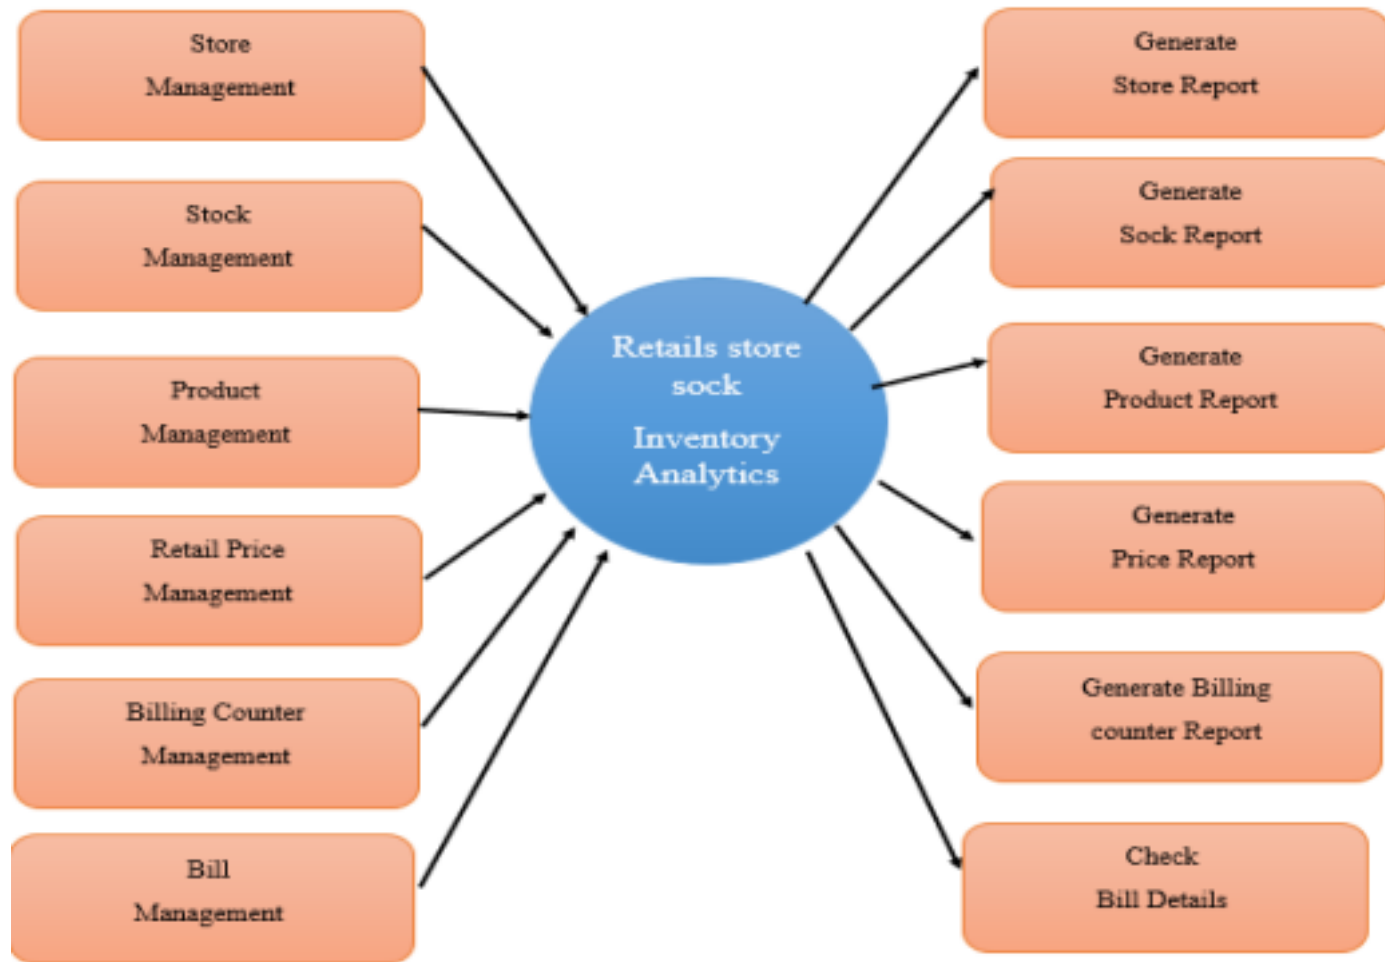 Store
Management
Stock
Management
Product
Management
Retail Price
Management
Billing Counter
Management
Bill
Management
Retails store
sock
Inventory
Analytics
Generate
Store Report
Generate
Sock Report
Generate
Product Report
Generate
Price Report
Generate Billing
counter Report
Check
Bill Details